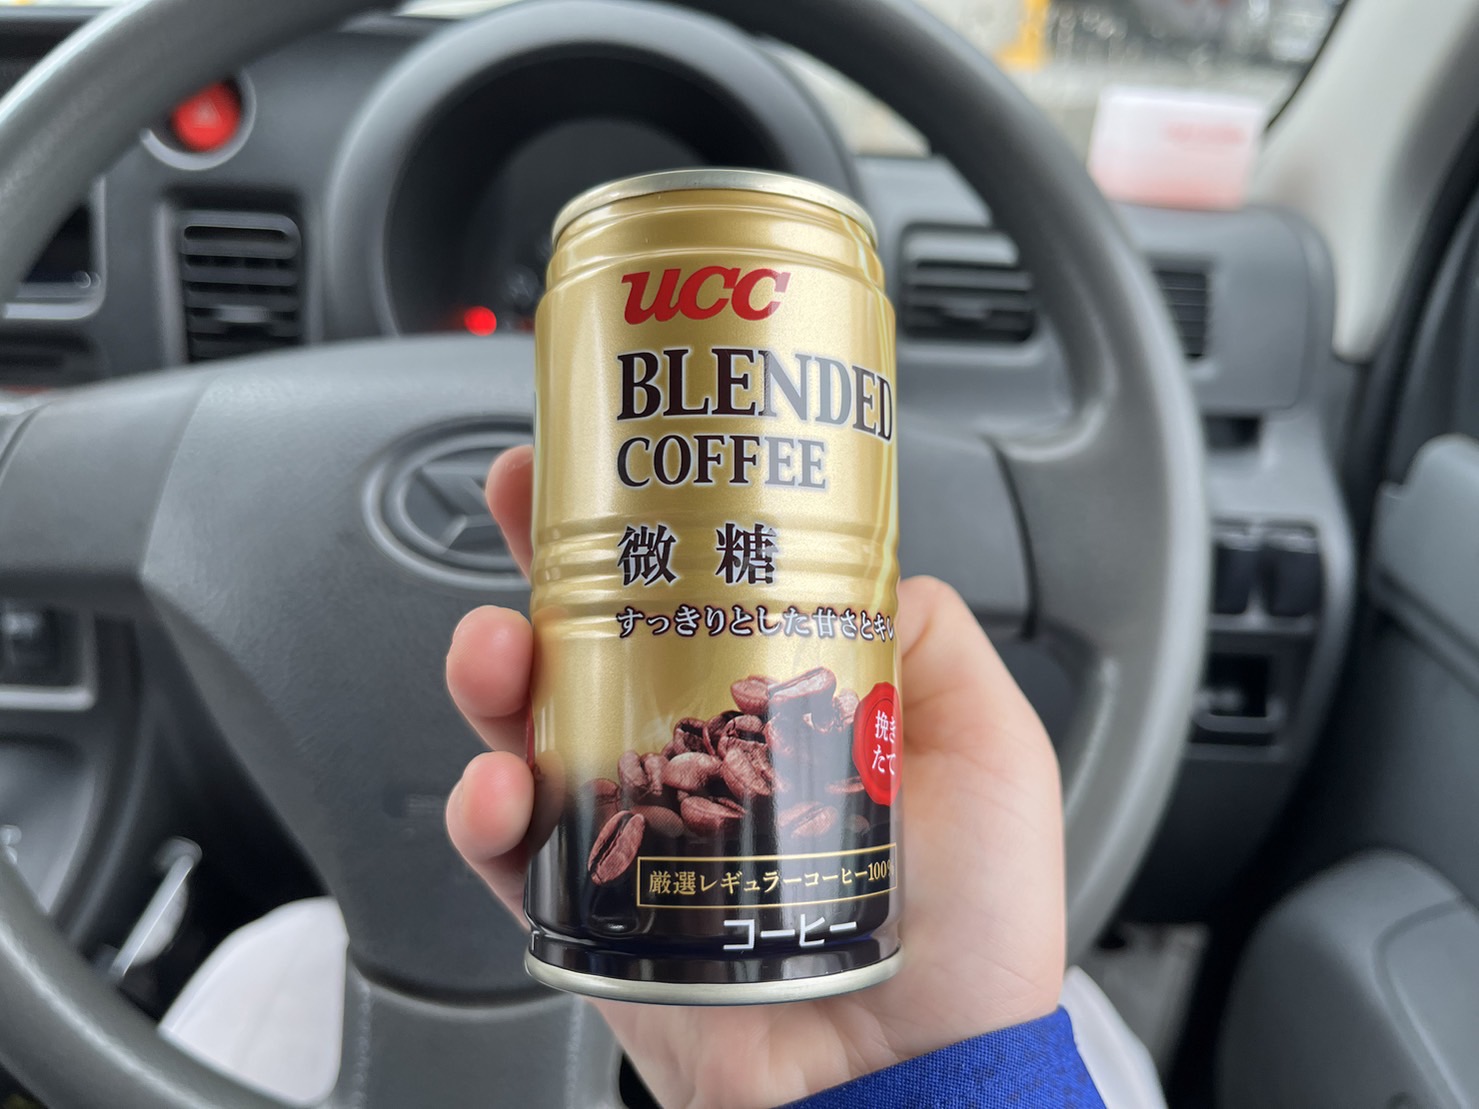 UCC
BLENDED
COFFEE
微糖
すっきりとした甘さとキレ
挽き
たて
厳選レギュラーコーヒー100%
コーヒー